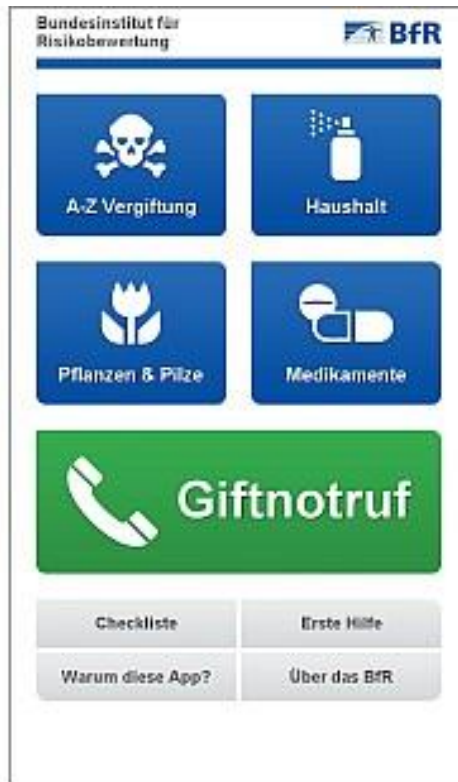 Bundesinstitut für
Risikobewertung
BfR
A-Z Vergiftung
Haushalt
Pflanzen & Pilze
Medikamente
Giftnotruf
Checkliste
Erste Hilfe
Warum diese App?
Über das BfR